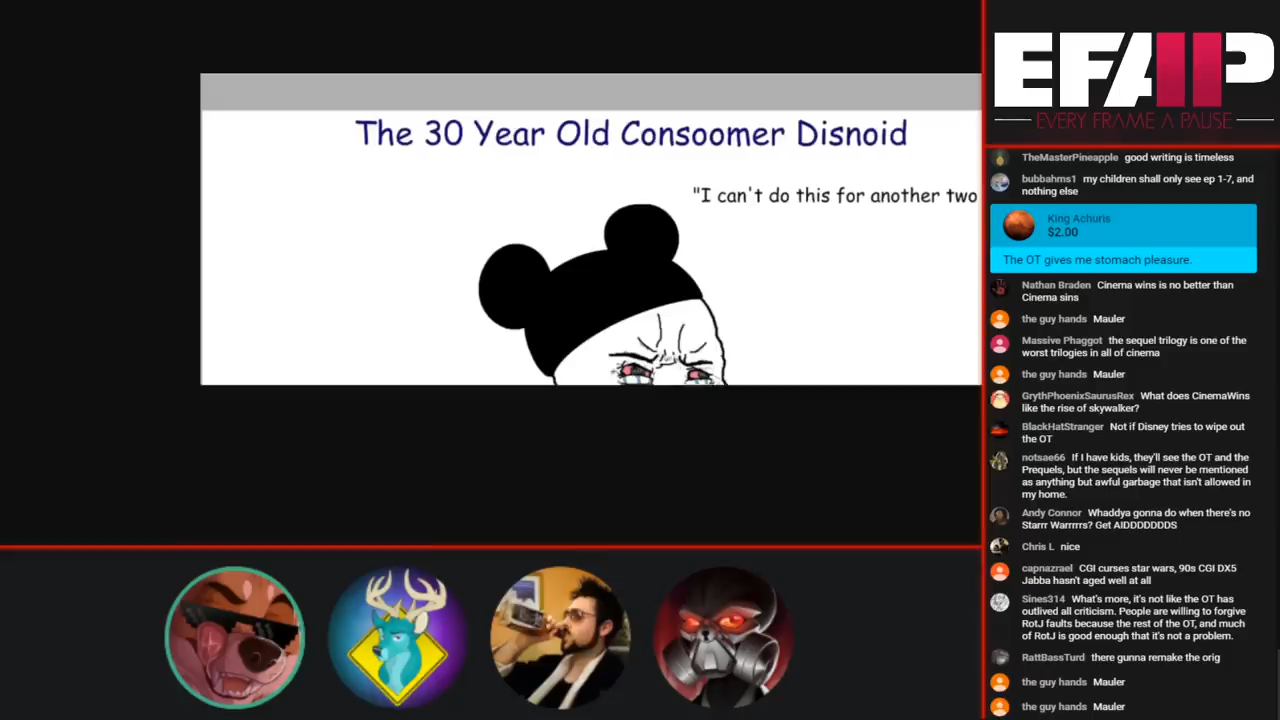 The 30 Year Old Consoomer Disnoid
"I can't do this for another two
EFAP
EVERY FRAME A PAUSE
TheMasterPineapple good writing is timeless
bubbahms1 my children shall only see ep 1-7, and
nothing else
King Achuris
$2.00
The OT gives me stomach pleasure.
Nathan Braden Cinema wins is no better than
Cinema sins
the guy hands Mauler
Massive Phaggot the sequel trilogy is one of the
worst trilogies in all of cinema
the guy hands Mauler
GrythPhoenixSaurusRex What does CinemaWins
like the rise of skywalker?
BlackHatStranger Not if Disney tries to wipe out
the OT
notsae66 If I have kids, they'll see the OT and the
Prequels, but the sequels will never be mentioned
as anything but awful garbage that isn't allowed in
my home.
Andy Connor Whaddya gonna do when there's no
Starrr Warrrrrs? Get AIDDDDDDDS
Chris L nice
capnazrael CGI curses star wars, 90s CGI DX5
Jabba hasn't aged well at all
Sines314 What's more, it's not like the OT has
outlived all criticism. People are willing to forgive
RotJ faults because the rest of the OT, and much
of RotJ is good enough that it's not a problem.
RattBassTurd there gunna remake the orig
the guy hands Mauler
the guy hands Mauler